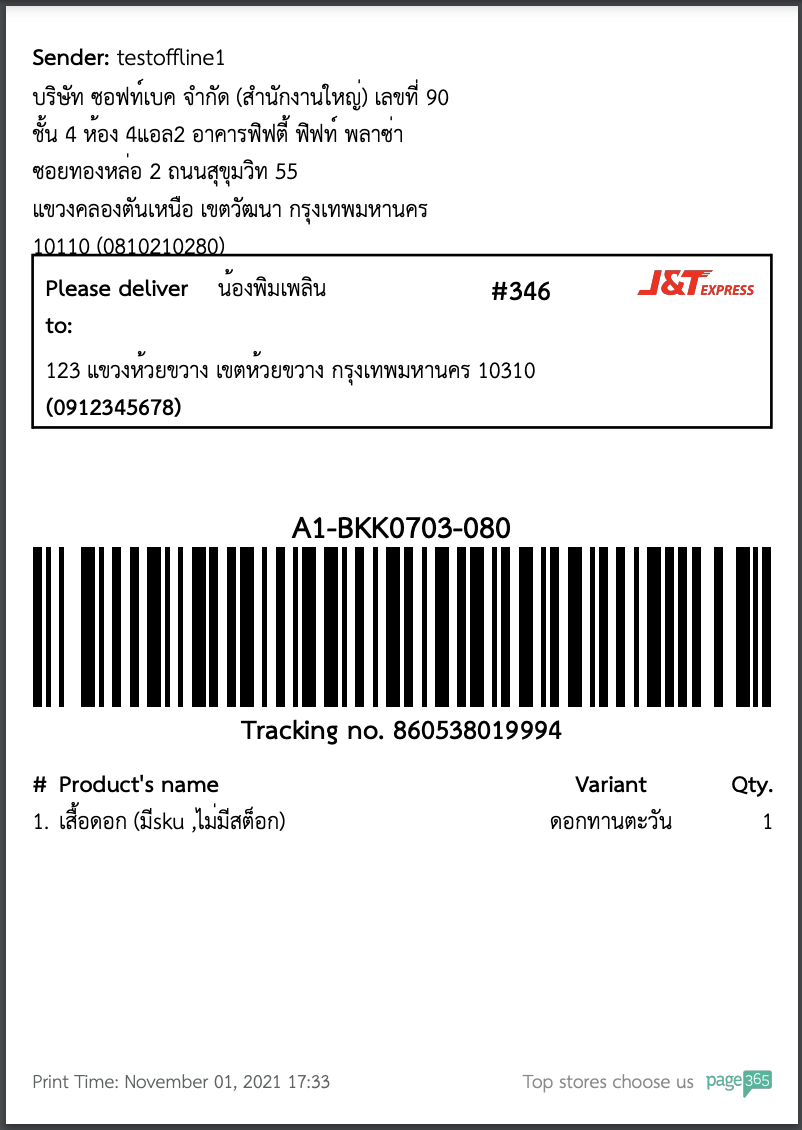 Sender: testoffline1
บริษัท ซอฟท์เบค จำกัด (สำนักงานใหญ่) เลขที่ 90
ชั้น 4 ห้อง 4แอล2 อาคารฟิฟตี้ ฟิฟท์ พลาซ่า
ซอยทองหล่อ 2 ถนนสุขุมวิท 55
แขวงคลองตันเหนือ เขตวัฒนา กรุงเทพมหานคร
10110 (0810210280)
Please deliver to: น้องพิมเพลิน #346 J&T EXPRESS
123 แขวงห้วยขวาง เขตห้วยขวาง กรุงเทพมหานคร 10310
(0912345678)
A1-BKK0703-080
Tracking no. 860538019994
# Product's name Variant Qty.
1. เสื้อดอก (มีsku ,ไม่มีสต็อก) ดอกทานตะวัน 1
Print Time: November 01, 2021 17:33 Top stores choose us page365